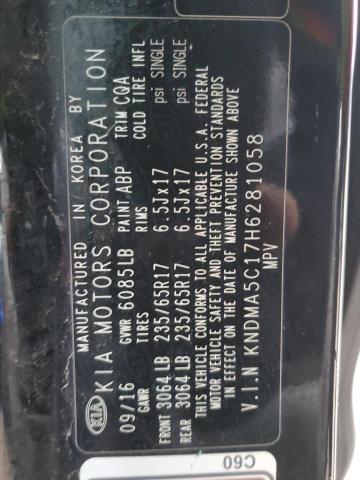 MANUFACTURED IN KOREA BY
KIA KIA MOTORS CORPORATION
09/16 GVWR 6085LB PAINT ABP TRIM CQA
GAWR TIRES RIMS COLD TIRE INFL
FRONT 3064LB 235/65R17 6.5Jx17 psi SINGLE
REAR 3064LB 235/65R17 6.5Jx17 psi SINGLE
THIS VEHICLE CONFORMS TO ALL APPLICABLE U.S.A. FEDERAL
MOTOR VEHICLE SAFETY AND THEFT PREVENTION STANDARDS
IN EFFECT ON THE DATE OF MANUFACTURE SHOWN ABOVE
V.I.N KNDMA5C17H6281058
MPV
C60